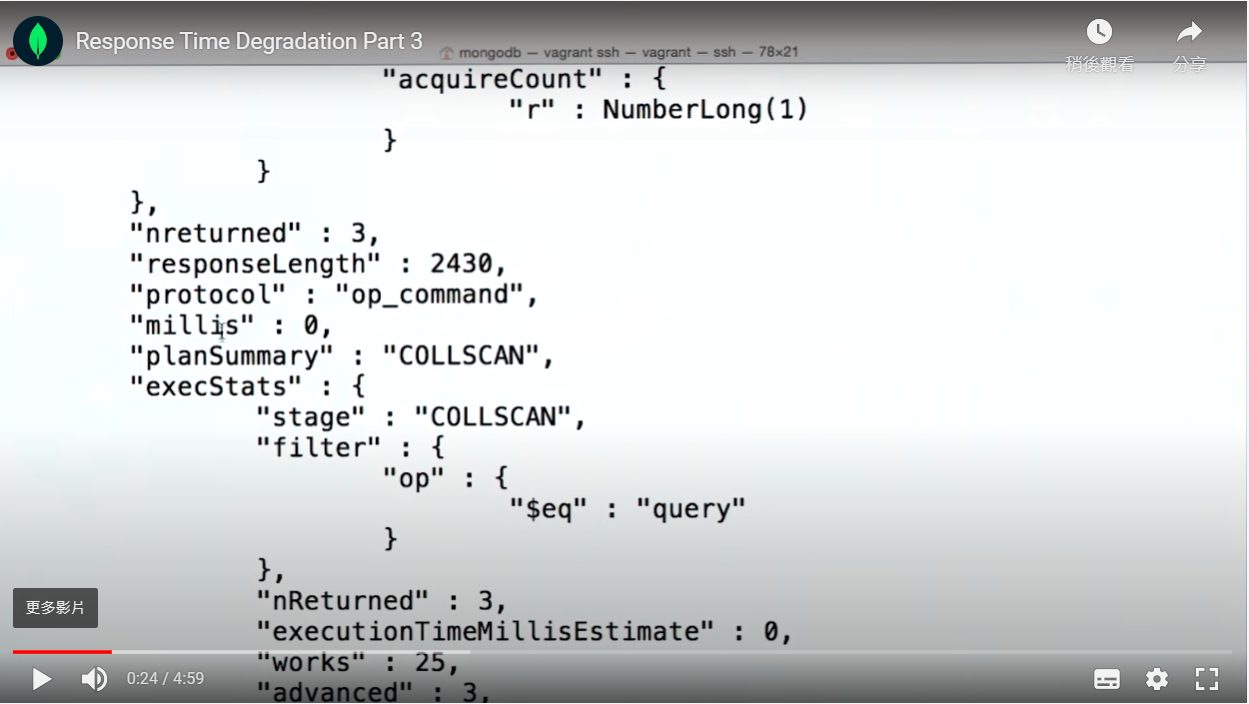 Response Time Degradation Part 3
mongodb — vagrant ssh — vagrant — ssh — 78×21
稍後觀看
分享
"acquireCount" : {
"r" : NumberLong(1)
}
}
},
"nreturned" : 3,
"responseLength" : 2430,
"protocol" : "op_command",
"millis" : 0,
"planSummary" : "COLLSCAN",
"execStats" : {
"stage" : "COLLSCAN",
"filter" : {
"op" : {
"$eq" : "query"
}
},
"nReturned" : 3,
"executionTimeMillisEstimate" : 0,
"works" : 25,
"advanced" : 3,
更多影片
0:24 / 4:59